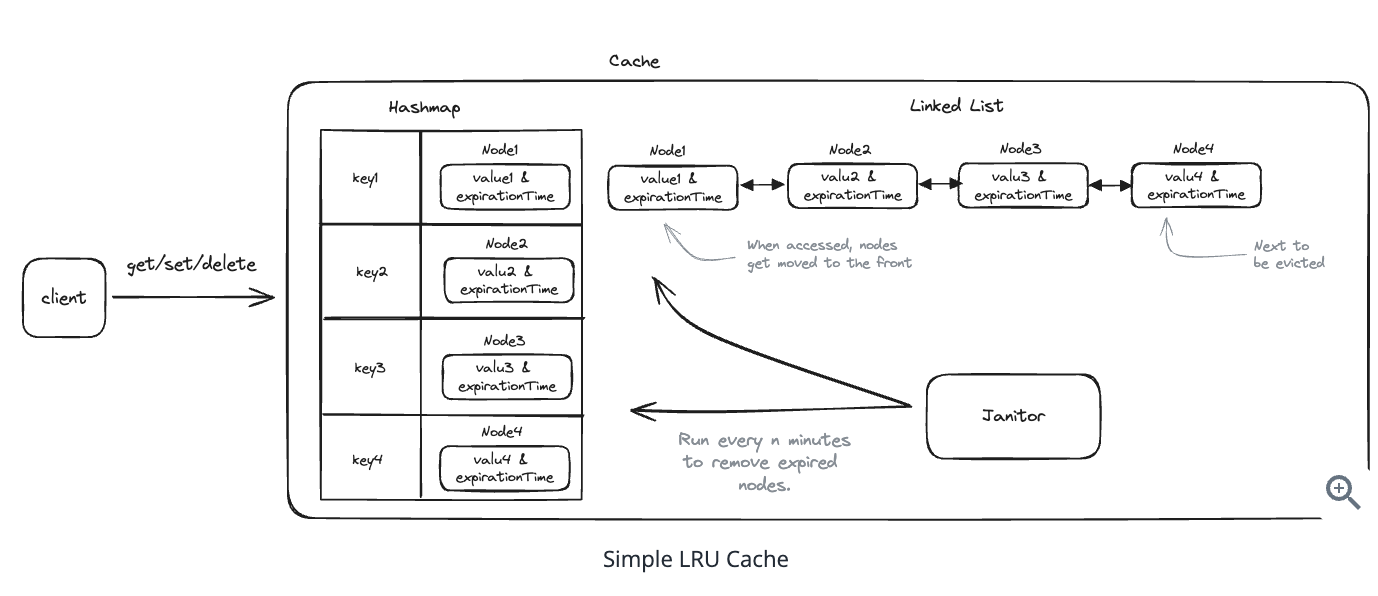 Cache
Hashmap
Linked List
client
get/set/delete
key1
Node1
value1 &
expirationTime
key2
Node2
valu2 &
expirationTime
key3
Node3
valu3 &
expirationTime
key4
Node4
valu4 &
expirationTime
Node1
value1 &
expirationTime
Node2
valu2 &
expirationTime
Node3
valu3 &
expirationTime
Node4
valu4 &
expirationTime
When accessed, nodes
get moved to the front
Next to
be evicted
Janitor
Run every n minutes
to remove expired
nodes.
Simple LRU Cache